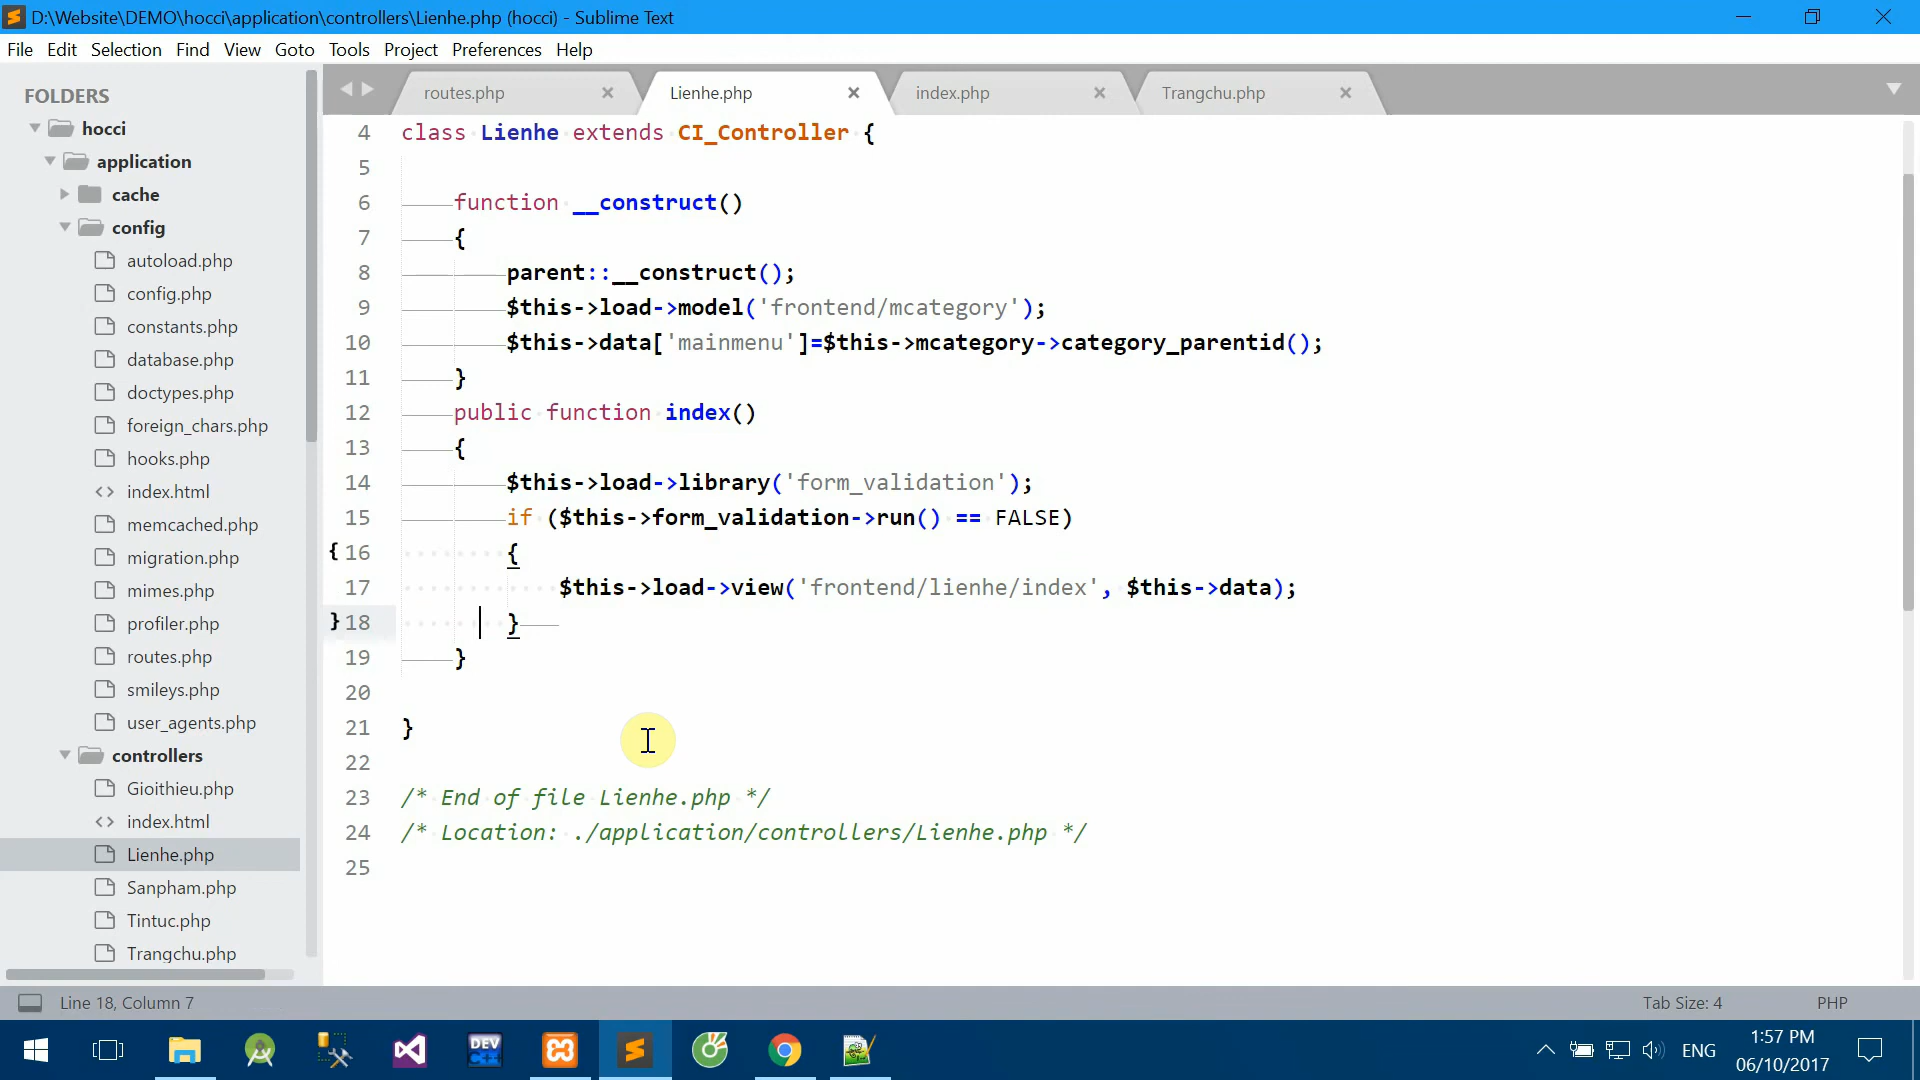 D:\Website\DEMO\hocci\application\controllers\Lienhe.php (hocci) - Sublime Text
File Edit Selection Find View Goto Tools Project Preferences Help
FOLDERS
hocci
application
cache
config
autoload.php
config.php
constants.php
database.php
doctypes.php
foreign_chars.php
hooks.php
index.html
memcached.php
migration.php
mimes.php
profiler.php
routes.php
smileys.php
user_agents.php
controllers
Gioithieu.php
index.html
Lienhe.php
Sanpham.php
Tintuc.php
Trangchu.php
routes.php Lienhe.php index.php Trangchu.php
4 class Lienhe extends CI_Controller {
5
6 function __construct()
7 {
8 parent::__construct();
9 $this->load->model('frontend/mcategory');
10 $this->data['mainmenu']=$this->mcategory->category_parentid();
11 }
12 public function index()
13 {
14 $this->load->library('form_validation');
15 if ($this->form_validation->run() == FALSE)
{ 16 {
17 $this->load->view('frontend/lienhe/index', $this->data);
} 18 }
19 }
20
21 }
22
23 /* End of file Lienhe.php */
24 /* Location: ./application/controllers/Lienhe.php */
25
Line 18, Column 7 Tab Size: 4 PHP
DEV
C++
ENG
1:57 PM
06/10/2017